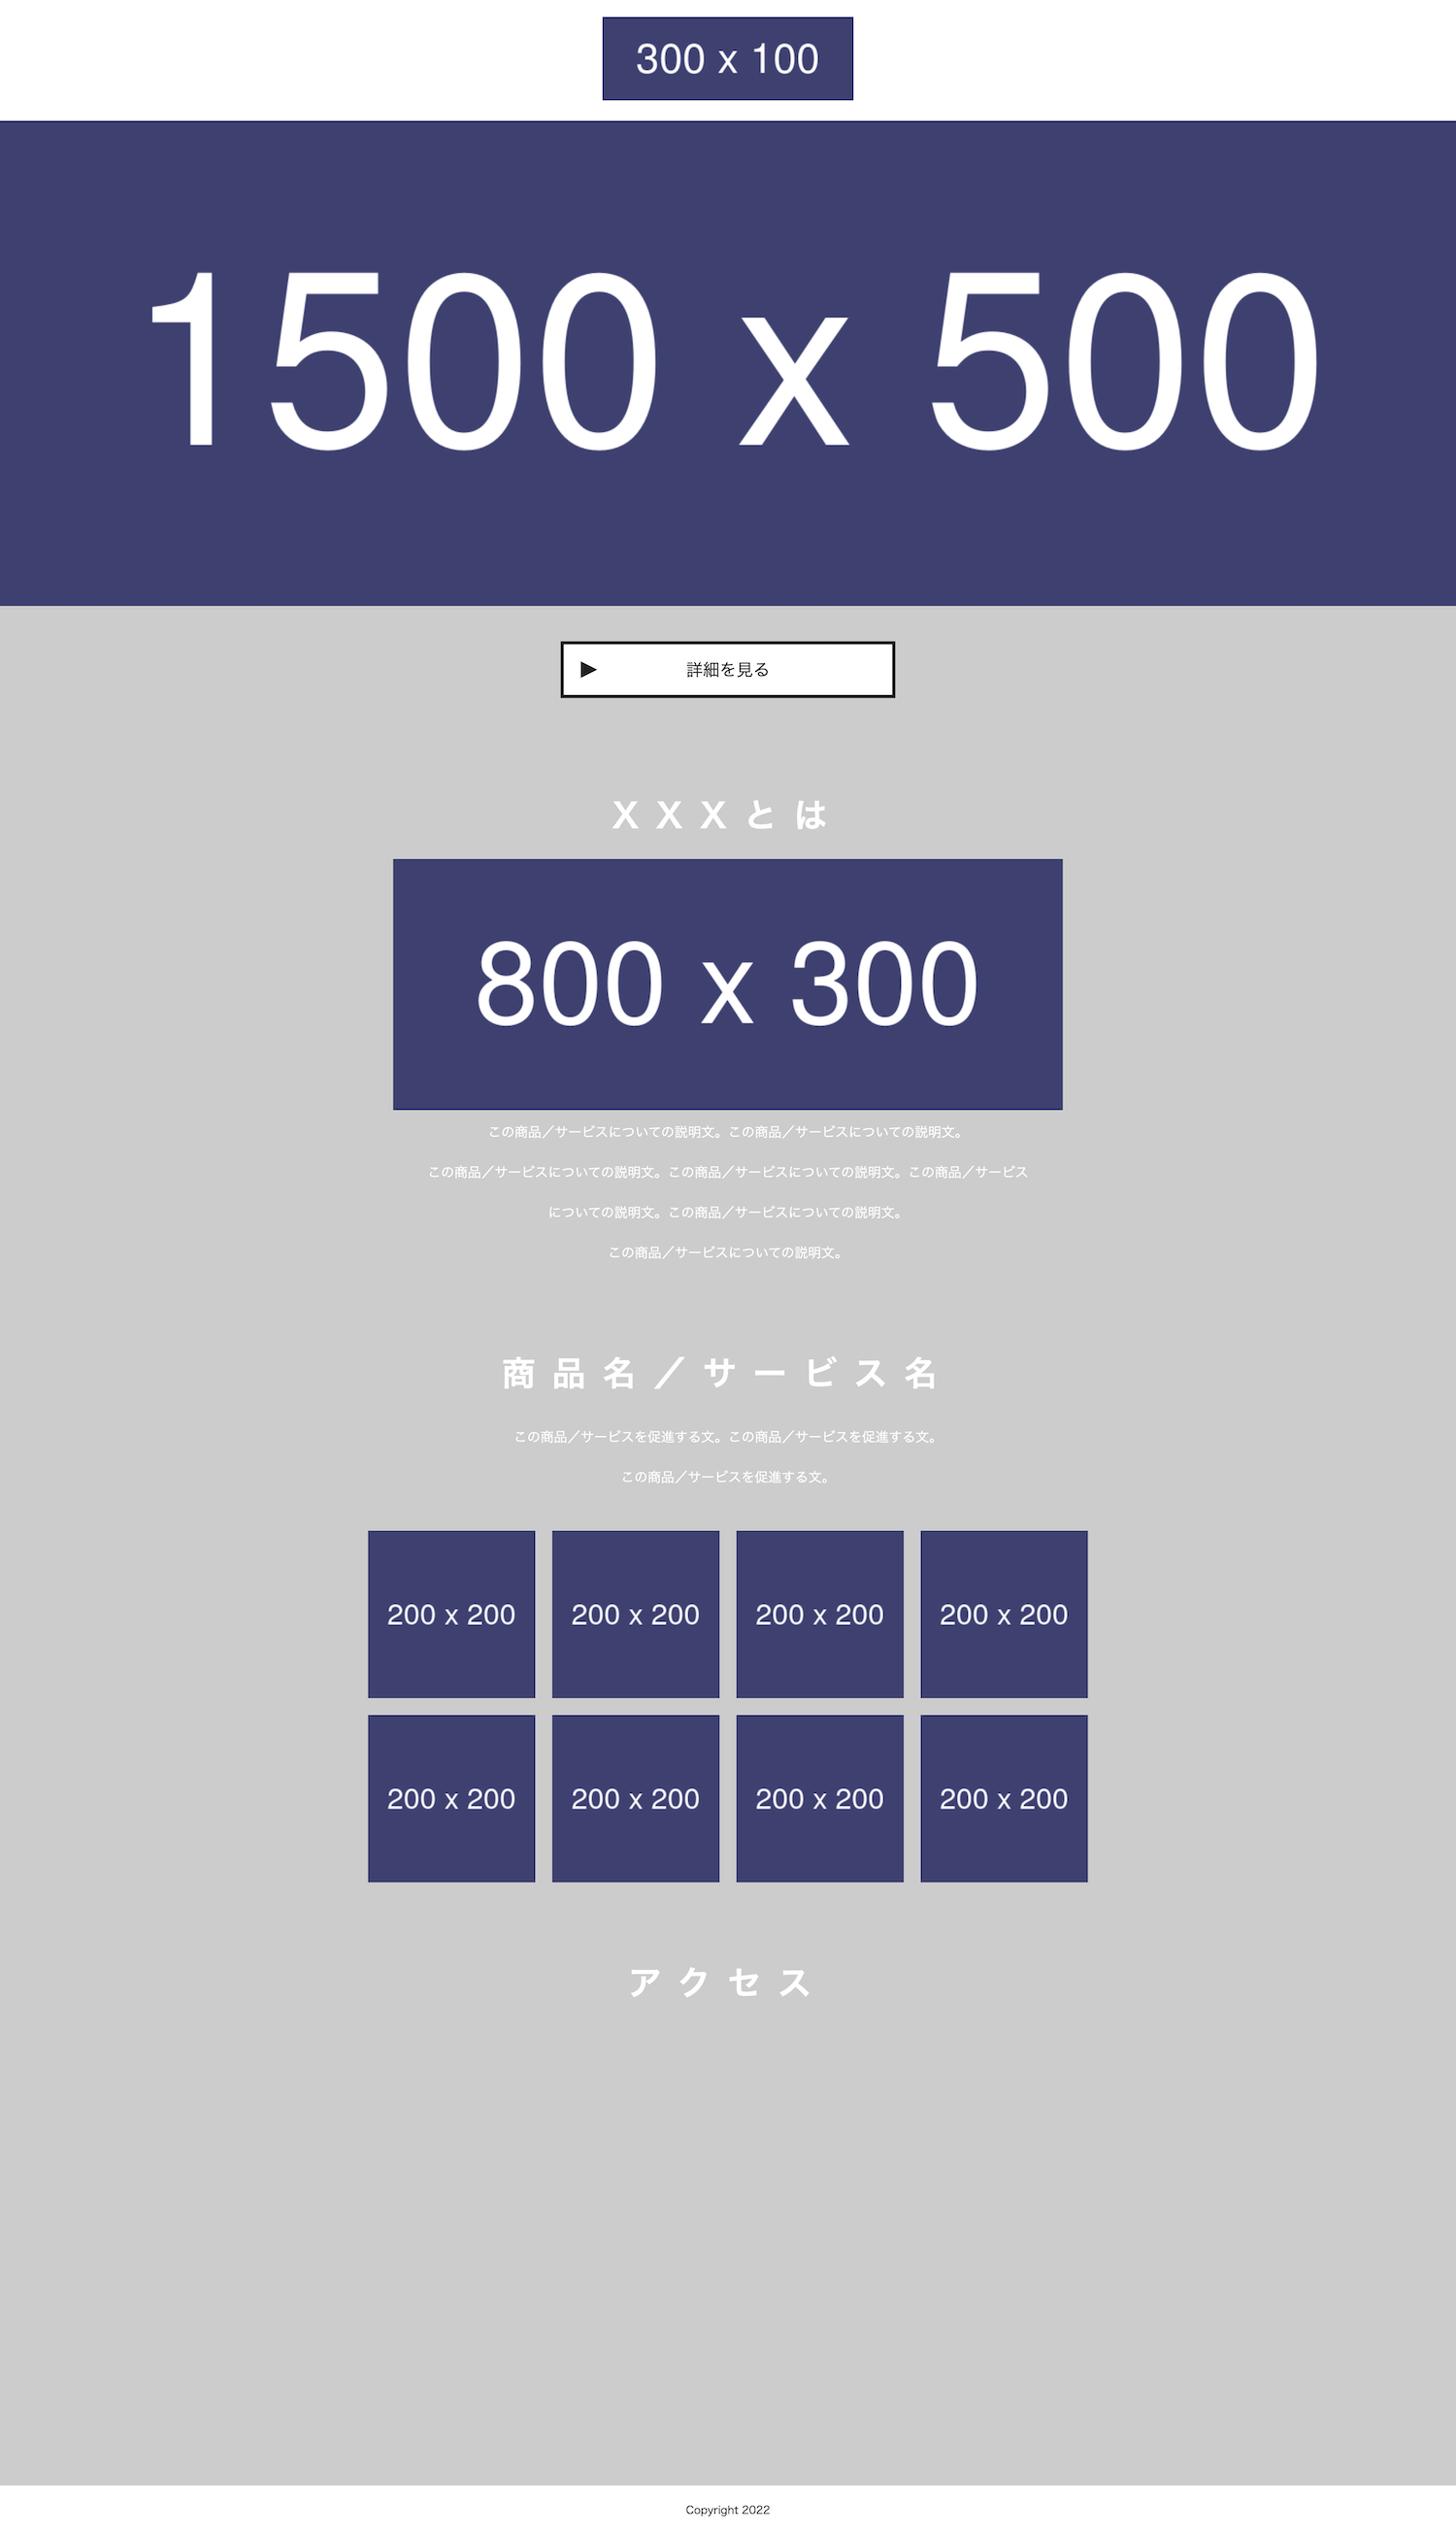 300 x 100
1500 x 500
▶ 詳細を見る
XXXとは
800 x 300
この商品／サービスについての説明文。この商品／サービスについての説明文。
この商品／サービスについての説明文。この商品／サービスについての説明文。この商品／サービス
についての説明文。この商品／サービスについての説明文。
この商品／サービスについての説明文。
商品名／サービス名
この商品／サービスを促進する文。この商品／サービスを促進する文。
この商品／サービスを促進する文。
200 x 200 200 x 200 200 x 200 200 x 200
200 x 200 200 x 200 200 x 200 200 x 200
アクセス
Copyright 2022